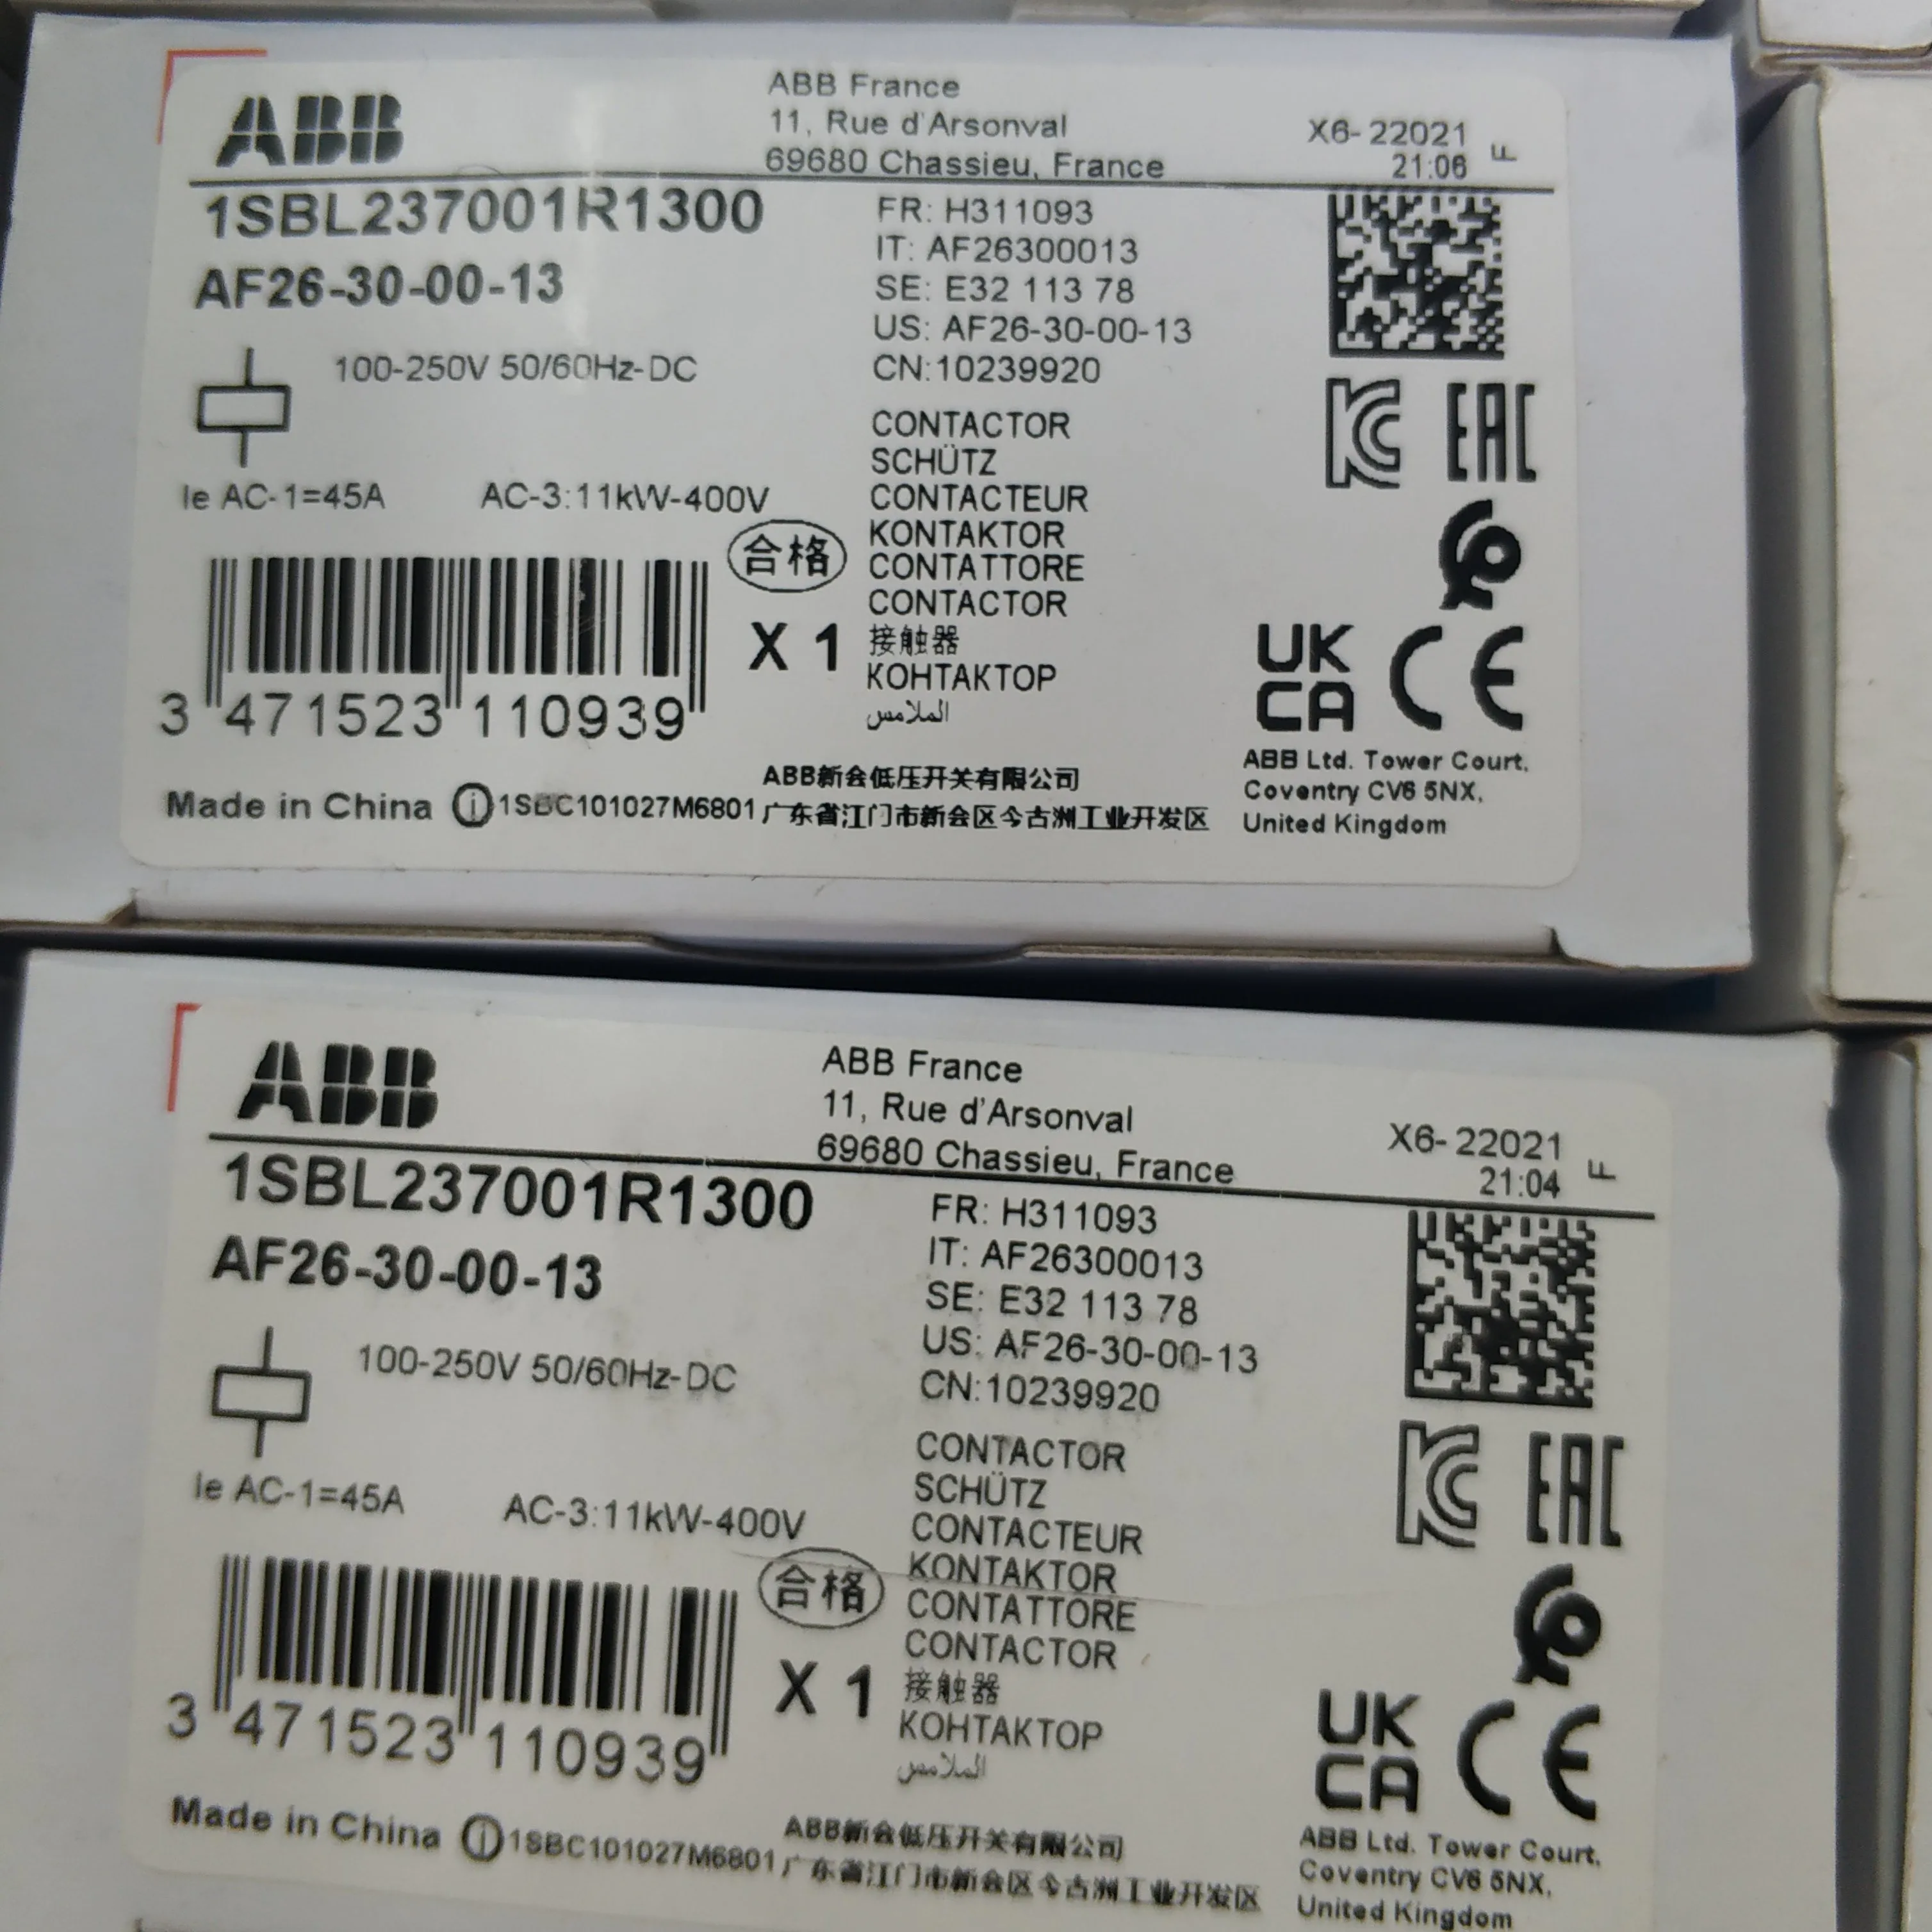 ABB
ABB France
11, Rue d'Arsonval
69680 Chassieu, France
X6-22021
21:06
F
1SBL237001R1300
AF26-30-00-13
100-250V 50/60Hz-DC
Ie AC-1=45A AC-3:11kW-400V
FR: H311093
IT: AF26300013
SE: E32 113 78
US: AF26-30-00-13
CN:10239920
CONTACTOR
SCHÜTZ
CONTACTEUR
KONTAKTOR
CONTATTORE
CONTACTOR
接触器
КОНТАКТОР
الملامس
合格
X 1
3 471523 110939
EAC
UK
CA
CE
Made in China
1SBC101027M6801
ABB新会低压开关有限公司
广东省江门市新会区今古洲工业开发区
ABB Ltd. Tower Court,
Coventry CV6 5NX,
United Kingdom
ABB
ABB France
11, Rue d'Arsonval
69680 Chassieu, France
X6-22021
21:04
F
1SBL237001R1300
AF26-30-00-13
100-250V 50/60Hz-DC
Ie AC-1=45A AC-3:11kW-400V
FR: H311093
IT: AF26300013
SE: E32 113 78
US: AF26-30-00-13
CN:10239920
CONTACTOR
SCHÜTZ
CONTACTEUR
KONTAKTOR
CONTATTORE
CONTACTOR
接触器
КОНТАКТОР
الملامس
合格
X 1
3 471523 110939
EAC
UK
CA
CE
Made in China
1SBC101027M6801
ABB新会低压开关有限公司
广东省江门市新会区今古洲工业开发区
ABB Ltd. Tower Court,
Coventry CV6 5NX,
United Kingdom